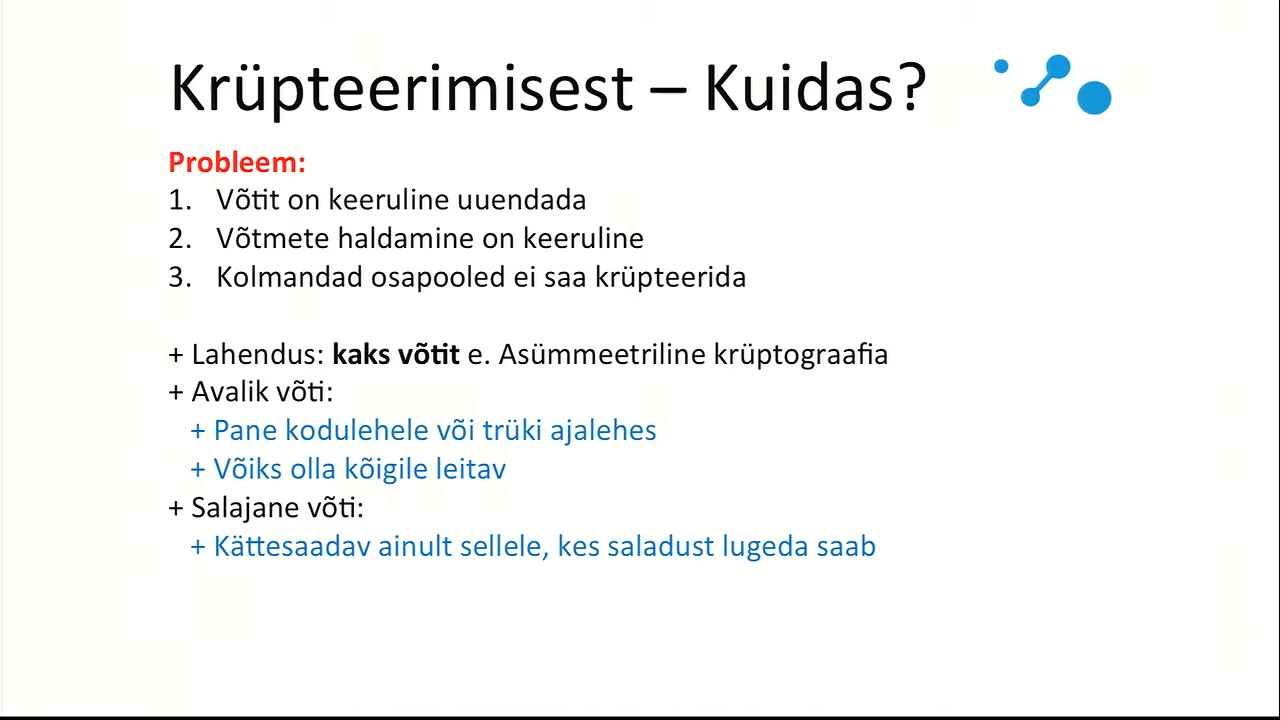 Krüpteerimisest – Kuidas?
Probleem:
1. Võtit on keeruline uuendada
2. Võtmete haldamine on keeruline
3. Kolmandad osapooled ei saa krüpteerida
+ Lahendus: kaks võtit e. Asümmeetriline krüptograafia
+ Avalik võti:
+ Pane kodulehele või trüki ajalehes
+ Võiks olla kõigile leitav
+ Salajane võti:
+ Kättesaadav ainult sellele, kes saladust lugeda saab